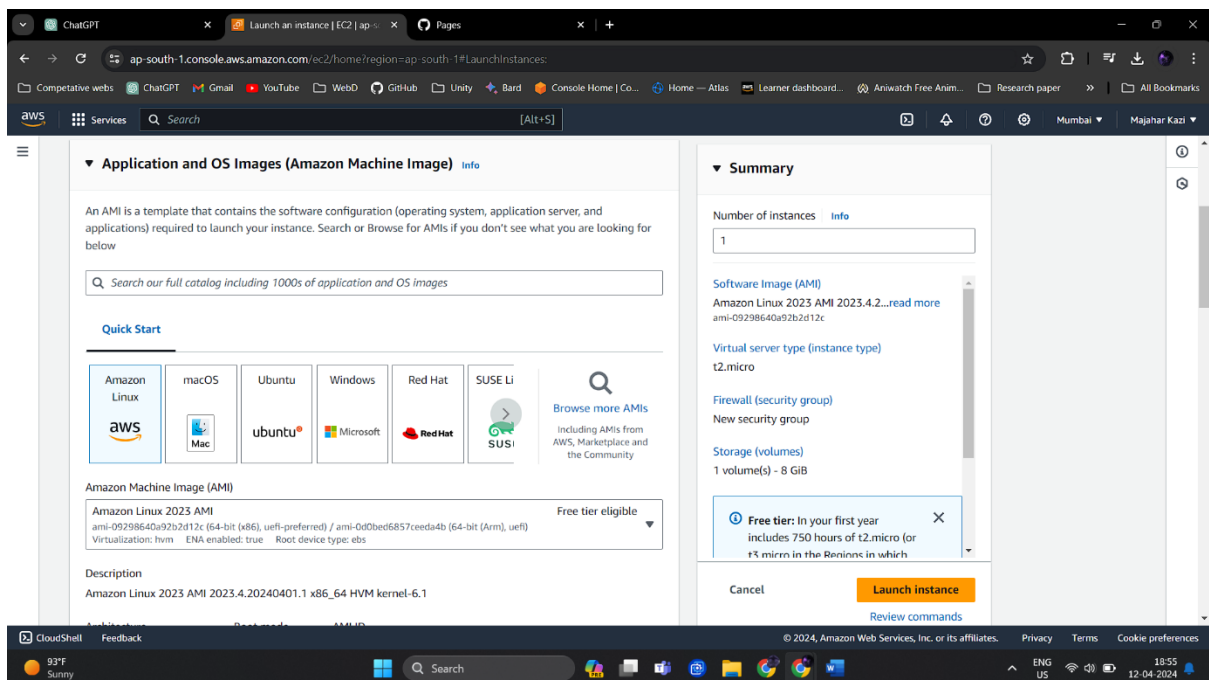 ChatGPT
Launch an instance | EC2 | ap-s
Pages
ap-south-1.console.aws.amazon.com/ec2/home?region=ap-south-1#LaunchInstances:
Competative webs ChatGPT Gmail YouTube WebD GitHub Unity Bard Console Home | Co... Home — Atlas Learner dashboard... Aniwatch Free Anim... Research paper » All Bookmarks
aws Services Search [Alt+S] Mumbai Majahar Kazi
Application and OS Images (Amazon Machine Image) Info
An AMI is a template that contains the software configuration (operating system, application server, and
applications) required to launch your instance. Search or Browse for AMIs if you don't see what you are looking for
below
Search our full catalog including 1000s of application and OS images
Quick Start
Amazon
Linux
aws
macOS
Mac
Ubuntu
ubuntu
Windows
Microsoft
Red Hat
Red Hat
SUSE Li
SUS
Browse more AMIs
Including AMIs from
AWS, Marketplace and
the Community
Amazon Machine Image (AMI)
Amazon Linux 2023 AMI Free tier eligible
ami-09298640a92b2d12c (64-bit (x86), uefi-preferred) / ami-0d0bed6857ceeda4b (64-bit (Arm), uefi)
Virtualization: hvm ENA enabled: true Root device type: ebs
Description
Amazon Linux 2023 AMI 2023.4.20240401.1 x86_64 HVM kernel-6.1
Summary
Number of instances Info
1
Software Image (AMI)
Amazon Linux 2023 AMI 2023.4.2...read more
ami-09298640a92b2d12c
Virtual server type (instance type)
t2.micro
Firewall (security group)
New security group
Storage (volumes)
1 volume(s) - 8 GiB
Free tier: In your first year
includes 750 hours of t2.micro (or
t3.micro in the Regions in which
Cancel Launch instance
Review commands
CloudShell Feedback © 2024, Amazon Web Services, Inc. or its affiliates. Privacy Terms Cookie preferences
93°F
Sunny
Search
ENG
US
18:55
12-04-2024